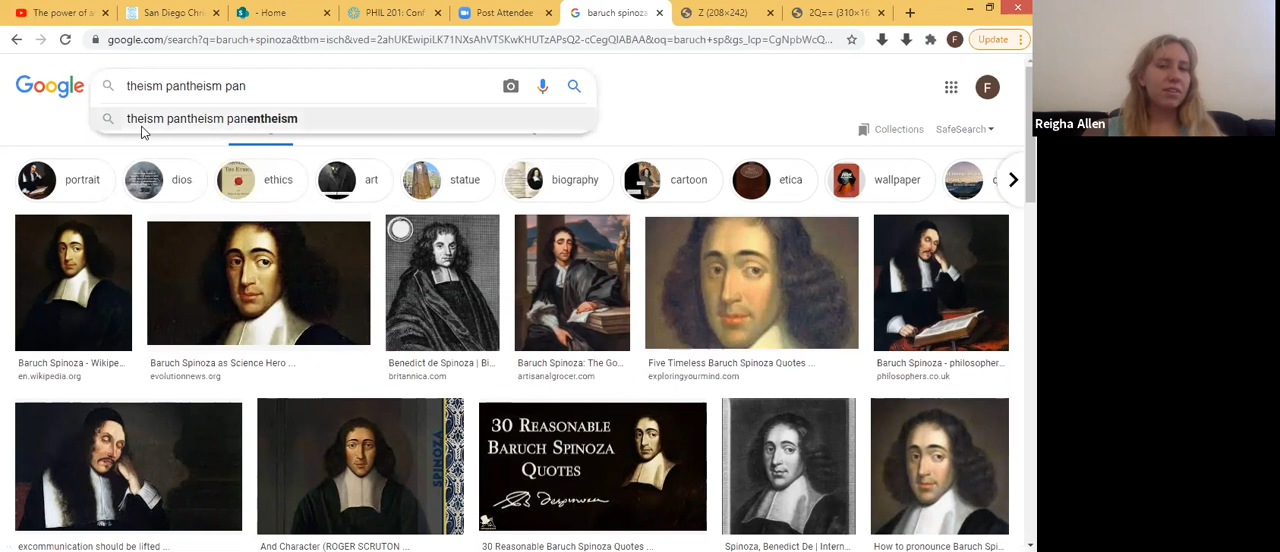 The power of a
San Diego Chri
- Home
PHIL 201: Conf
Post Attendee
baruch spinoza
Z (208×242)
2Q== (310×16
google.com/search?q=baruch+spinoza&tbm=isch&ved=2ahUKEwipiLK71NXsAhVTSKwKHUTzAPsQ2-cCegQIABAA&oq=baruch+sp&gs_lcp=CgNpbWcQ...
F
Update
Reigha Allen
Google
theism pantheism pan
F
theism pantheism panentheism
Collections
SafeSearch
portrait
dios
ethics
art
statue
biography
cartoon
etica
wallpaper
Baruch Spinoza - Wikipe...
en.wikipedia.org
Baruch Spinoza as Science Hero ...
evolutionnews.org
Benedict de Spinoza | Bi...
britannica.com
Baruch Spinoza: The Go...
artisanalgrocer.com
Five Timeless Baruch Spinoza Quotes ...
exploringyourmind.com
Baruch Spinoza - philosopher...
philosophers.co.uk
SPINOZA
30 REASONABLE
BARUCH SPINOZA
QUOTES
excommunication should be lifted ...
And Character (ROGER SCRUTON ...
30 Reasonable Baruch Spinoza Quotes ...
Spinoza, Benedict De | Intern...
How to pronounce Baruch Spi...